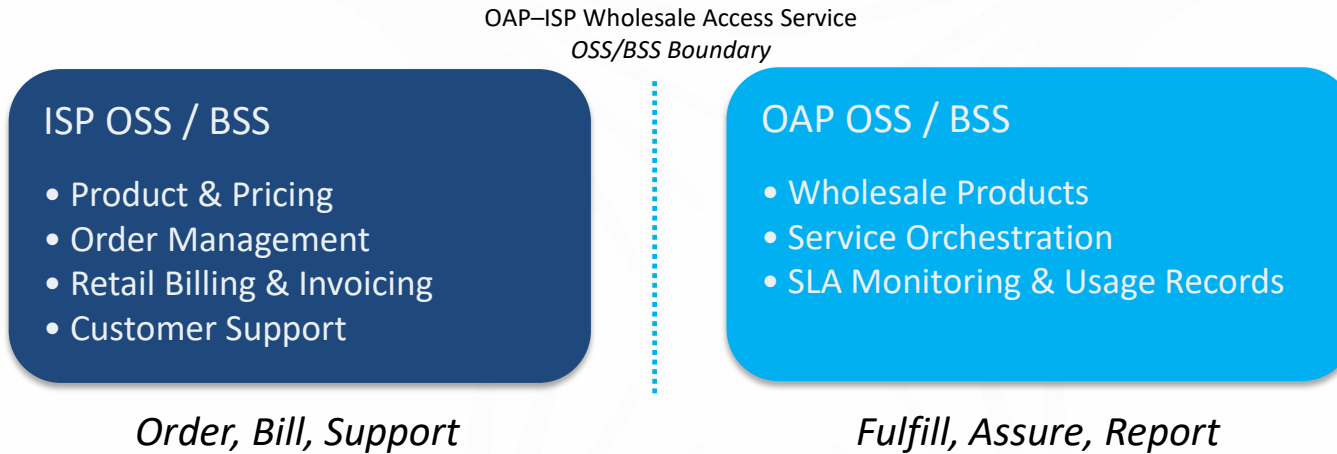 OAP–ISP Wholesale Access Service
OSS/BSS Boundary
ISP OSS / BSS
• Product & Pricing
• Order Management
• Retail Billing & Invoicing
• Customer Support
Order, Bill, Support
OAP OSS / BSS
• Wholesale Products
• Service Orchestration
• SLA Monitoring & Usage Records
Fulfill, Assure, Report